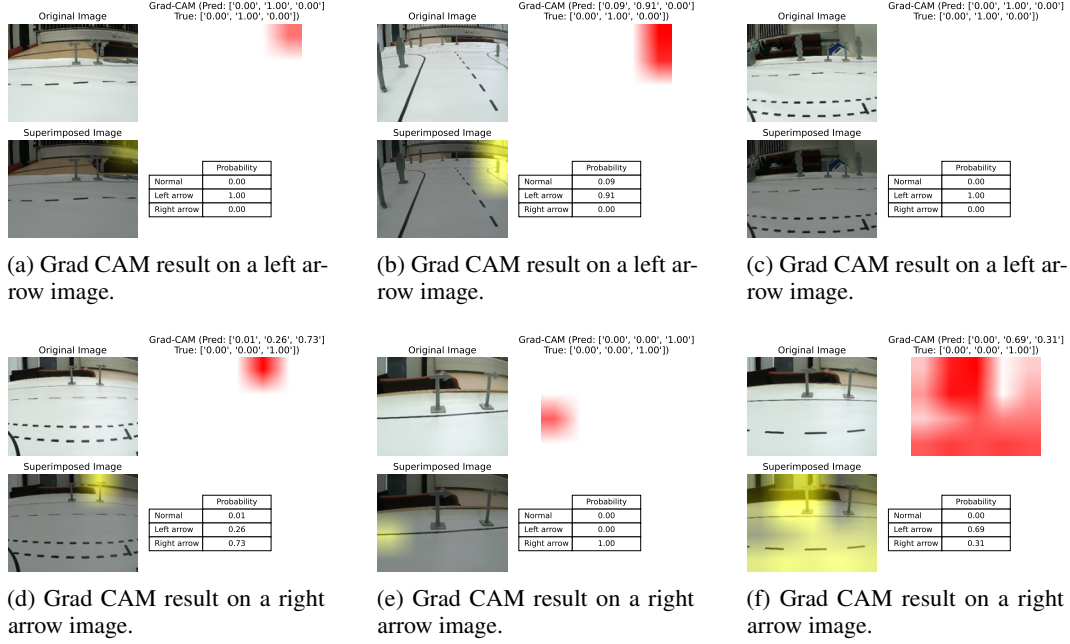 Original Image
Grad-CAM (Pred: ['0.00', '1.00', '0.00']
True: ['0.00', '1.00', '0.00'])
Superimposed Image
Probability
Normal 0.00
Left arrow 1.00
Right arrow 0.00
(a) Grad CAM result on a left ar-
row image.
Original Image
Grad-CAM (Pred: ['0.09', '0.91', '0.00']
True: ['0.00', '1.00', '0.00'])
Superimposed Image
Probability
Normal 0.09
Left arrow 0.91
Right arrow 0.00
(b) Grad CAM result on a left ar-
row image.
Original Image
Grad-CAM (Pred: ['0.00', '1.00', '0.00']
True: ['0.00', '1.00', '0.00'])
Superimposed Image
Probability
Normal 0.00
Left arrow 1.00
Right arrow 0.00
(c) Grad CAM result on a left ar-
row image.
Original Image
Grad-CAM (Pred: ['0.01', '0.26', '0.73']
True: ['0.00', '0.00', '1.00'])
Superimposed Image
Probability
Normal 0.01
Left arrow 0.26
Right arrow 0.73
(d) Grad CAM result on a right
arrow image.
Original Image
Grad-CAM (Pred: ['0.00', '0.00', '1.00']
True: ['0.00', '0.00', '1.00'])
Superimposed Image
Probability
Normal 0.00
Left arrow 0.00
Right arrow 1.00
(e) Grad CAM result on a right
arrow image.
Original Image
Grad-CAM (Pred: ['0.00', '0.69', '0.31']
True: ['0.00', '0.00', '1.00'])
Superimposed Image
Probability
Normal 0.00
Left arrow 0.69
Right arrow 0.31
(f) Grad CAM result on a right
arrow image.